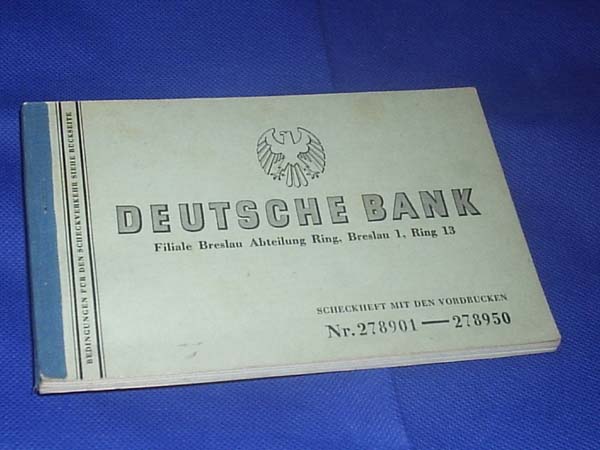 BEDINGUNGEN FÜR DEN SCHECKVERKEHR SIEHE RÜCKSEITE
DEUTSCHE BANK
Filiale Breslau Abteilung Ring, Breslau 1, Ring 13
SCHECKHEFT MIT DEN VORDRUCKEN
Nr. 278901 — 278950